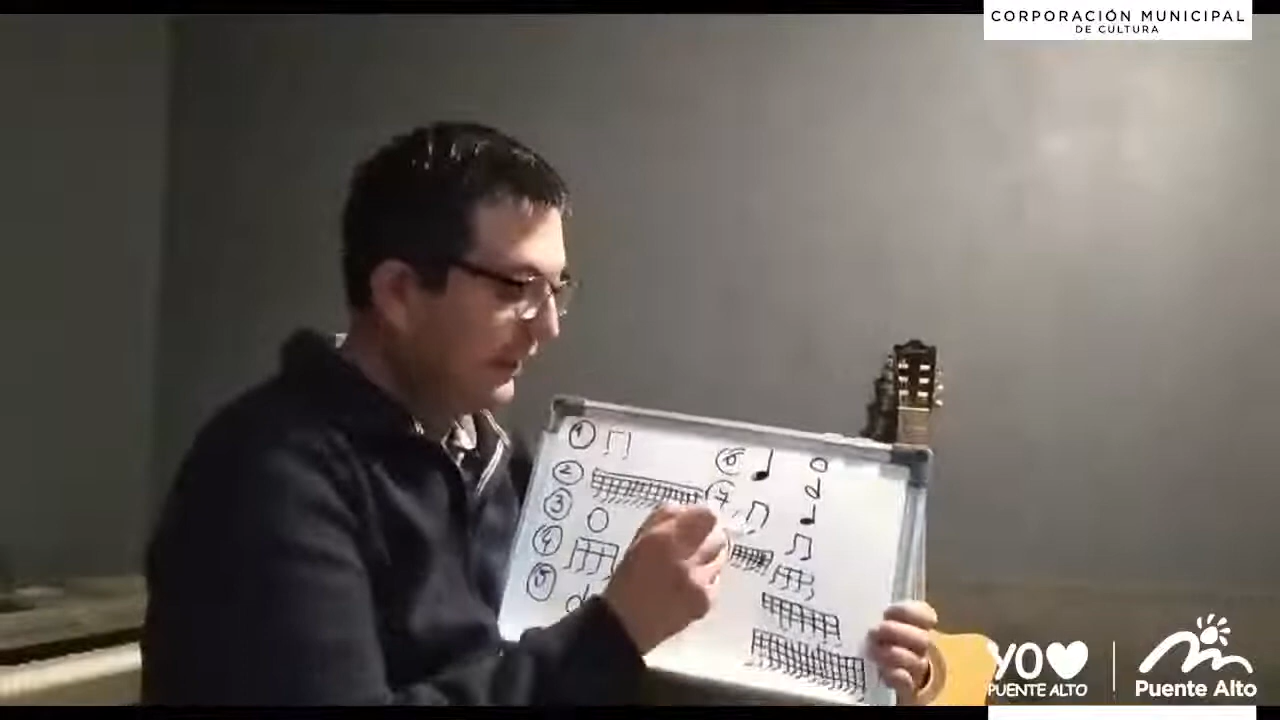 CORPORACIÓN MUNICIPAL
DE CULTURA
1
2
3
4
5
6
7
YO
PUENTE ALTO
Puente Alto